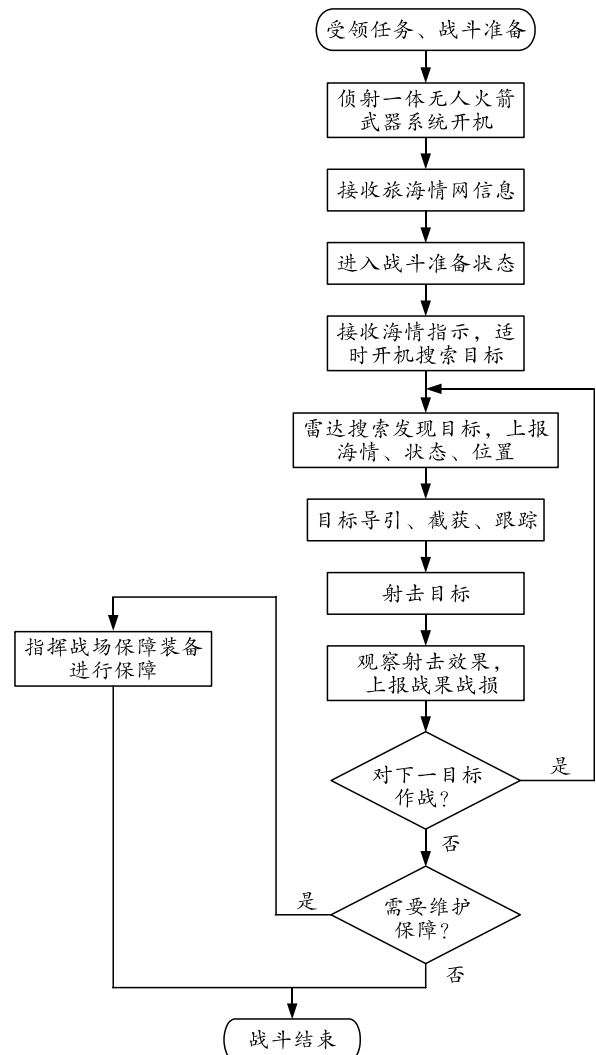 受领任务、战斗准备
侦射一体无人火箭
武器系统开机
接收旅海情网信息
进入战斗准备状态
接收海情指示，适
时开机搜索目标
雷达搜索发现目标，上报
海情、状态、位置
目标导引、截获、跟踪
射击目标
指挥战场保障装备
进行保障
观察射击效果，
上报战果战损
对下一目标
作战？
是
否
需要维护
保障？
是
否
战斗结束